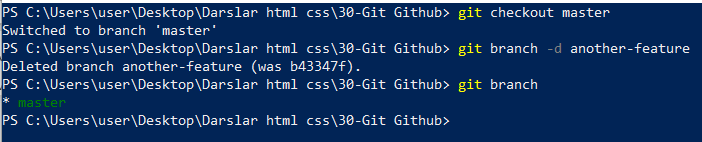 PS C:\Users\user\Desktop\Darslar html css\30-Git Github> git checkout master
Switched to branch 'master'
PS C:\Users\user\Desktop\Darslar html css\30-Git Github> git branch -d another-feature
Deleted branch another-feature (was b43347f).
PS C:\Users\user\Desktop\Darslar html css\30-Git Github> git branch
* master
PS C:\Users\user\Desktop\Darslar html css\30-Git Github>